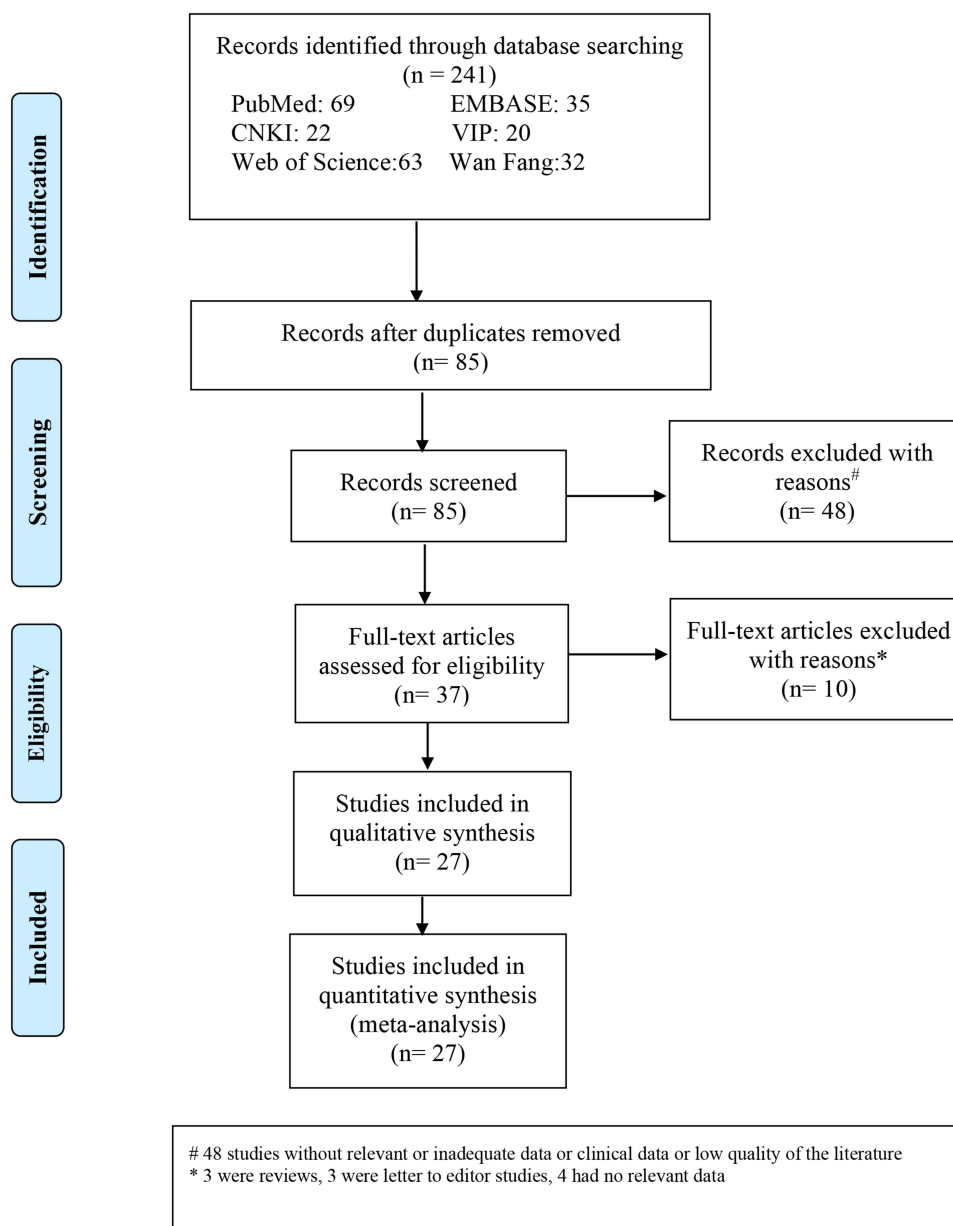 Records identified through database searching
(n = 241)
PubMed: 69 EMBASE: 35
CNKI: 22 VIP: 20
Web of Science:63 Wan Fang:32
Identification
Records after duplicates removed
(n= 85)
Screening
Records screened
(n= 85)
Records excluded with
reasons#
(n= 48)
Eligibility
Full-text articles
assessed for eligibility
(n= 37)
Full-text articles excluded
with reasons*
(n= 10)
Studies included in
qualitative synthesis
(n= 27)
Included
Studies included in
quantitative synthesis
(meta-analysis)
(n= 27)
# 48 studies without relevant or inadequate data or clinical data or low quality of the literature
* 3 were reviews, 3 were letter to editor studies, 4 had no relevant data